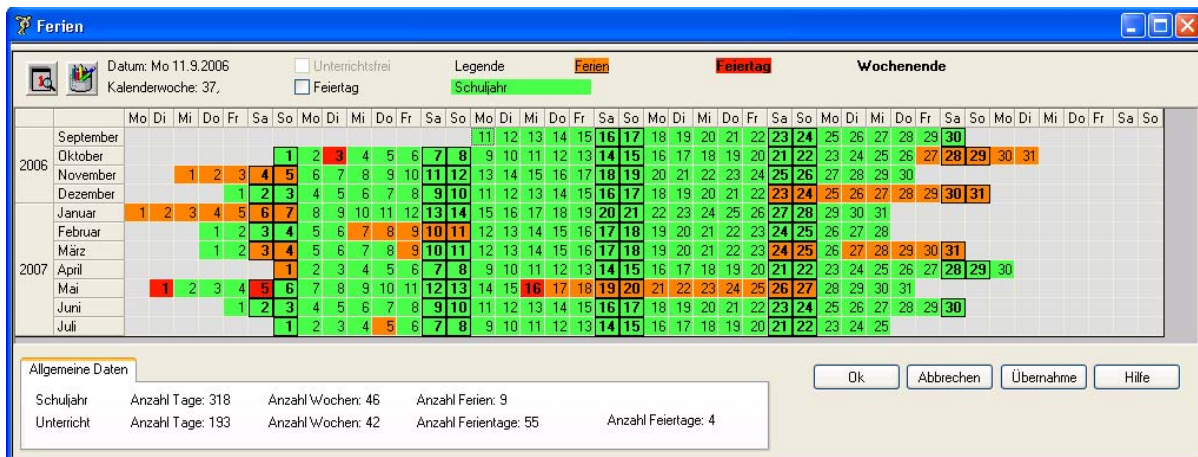 Ferien
Datum: Mo 11.9.2006 Unterrichtsfrei Legende Ferien Feiertag Wochenende
Kalenderwoche: 37, Feiertag Schuljahr
Mo Di Mi Do Fr Sa So Mo Di Mi Do Fr Sa So Mo Di Mi Do Fr Sa So Mo Di Mi Do Fr Sa So Mo Di Mi Do Fr Sa So Mo Di Mi Do Fr Sa So
2006
September 11 12 13 14 15 16 17 18 19 20 21 22 23 24 25 26 27 28 29 30
Oktober 1 2 3 4 5 6 7 8 9 10 11 12 13 14 15 16 17 18 19 20 21 22 23 24 25 26 27 28 29 30 31
November 1 2 3 4 5 6 7 8 9 10 11 12 13 14 15 16 17 18 19 20 21 22 23 24 25 26 27 28 29 30
Dezember 1 2 3 4 5 6 7 8 9 10 11 12 13 14 15 16 17 18 19 20 21 22 23 24 25 26 27 28 29 30 31
2007
Januar 1 2 3 4 5 6 7 8 9 10 11 12 13 14 15 16 17 18 19 20 21 22 23 24 25 26 27 28 29 30 31
Februar 1 2 3 4 5 6 7 8 9 10 11 12 13 14 15 16 17 18 19 20 21 22 23 24 25 26 27 28
März 1 2 3 4 5 6 7 8 9 10 11 12 13 14 15 16 17 18 19 20 21 22 23 24 25 26 27 28 29 30 31
April 1 2 3 4 5 6 7 8 9 10 11 12 13 14 15 16 17 18 19 20 21 22 23 24 25 26 27 28 29 30
Mai 1 2 3 4 5 6 7 8 9 10 11 12 13 14 15 16 17 18 19 20 21 22 23 24 25 26 27 28 29 30 31
Juni 1 2 3 4 5 6 7 8 9 10 11 12 13 14 15 16 17 18 19 20 21 22 23 24 25 26 27 28 29 30
Juli 1 2 3 4 5 6 7 8 9 10 11 12 13 14 15 16 17 18 19 20 21 22 23 24 25
Allgemeine Daten
Ok Abbrechen Übernahme Hilfe
Schuljahr Anzahl Tage: 318 Anzahl Wochen: 46 Anzahl Ferien: 9
Unterricht Anzahl Tage: 193 Anzahl Wochen: 42 Anzahl Ferientage: 55 Anzahl Feiertage: 4